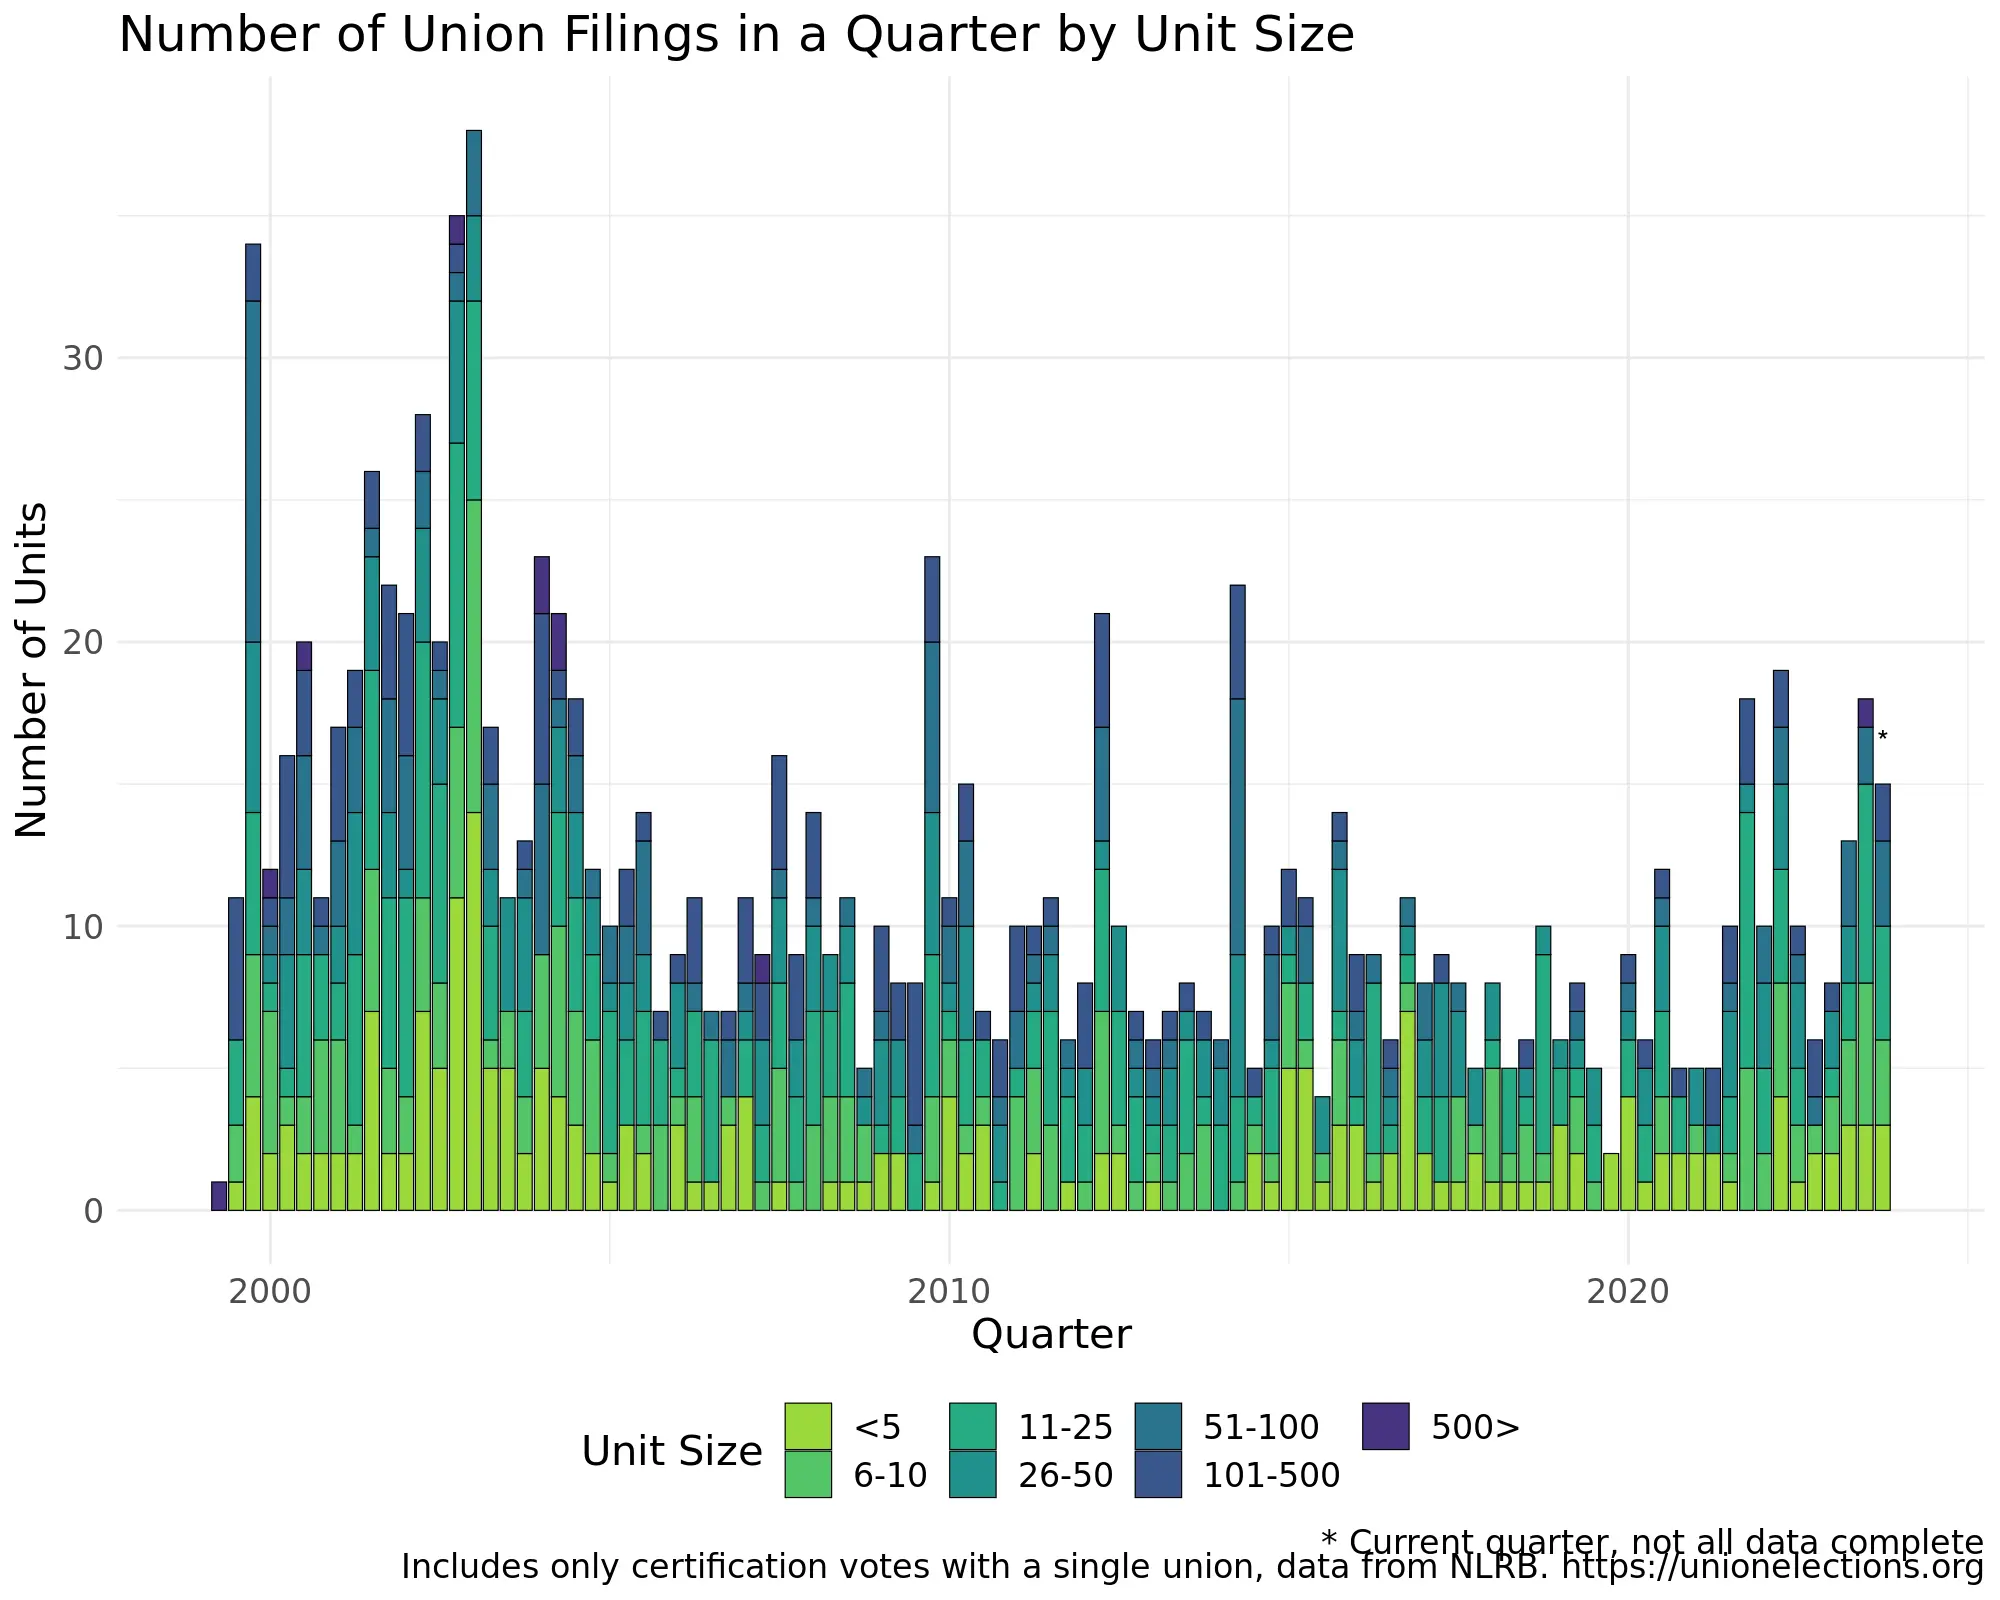 Number of Union Filings in a Quarter by Unit Size
Number of Units
30
20
10
0
*
2000 2010 2020
Quarter
Unit Size
<5 11-25 51-100 500>
6-10 26-50 101-500
* Current quarter, not all data complete
Includes only certification votes with a single union, data from NLRB. https://unionelections.org